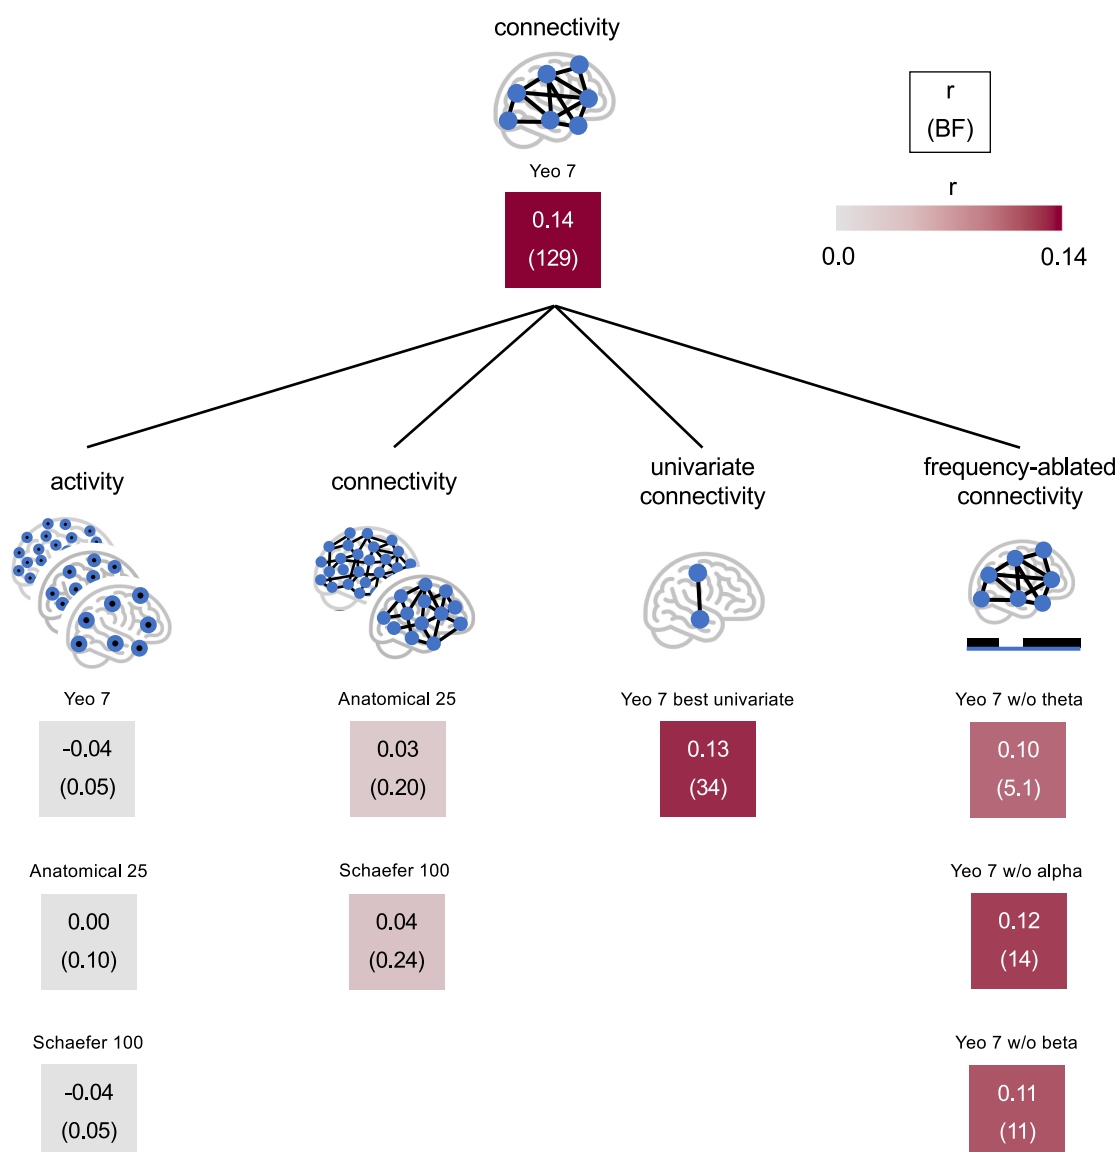 connectivity
Yeo 7
0.14
(129)
r
(BF)
r
0.0
0.14
activity
Yeo 7
-0.04
(0.05)
Anatomical 25
0.00
(0.10)
Schaefer 100
-0.04
(0.05)
connectivity
Anatomical 25
0.03
(0.20)
Schaefer 100
0.04
(0.24)
univariate
connectivity
Yeo 7 best univariate
0.13
(34)
frequency-ablated
connectivity
Yeo 7 w/o theta
0.10
(5.1)
Yeo 7 w/o alpha
0.12
(14)
Yeo 7 w/o beta
0.11
(11)